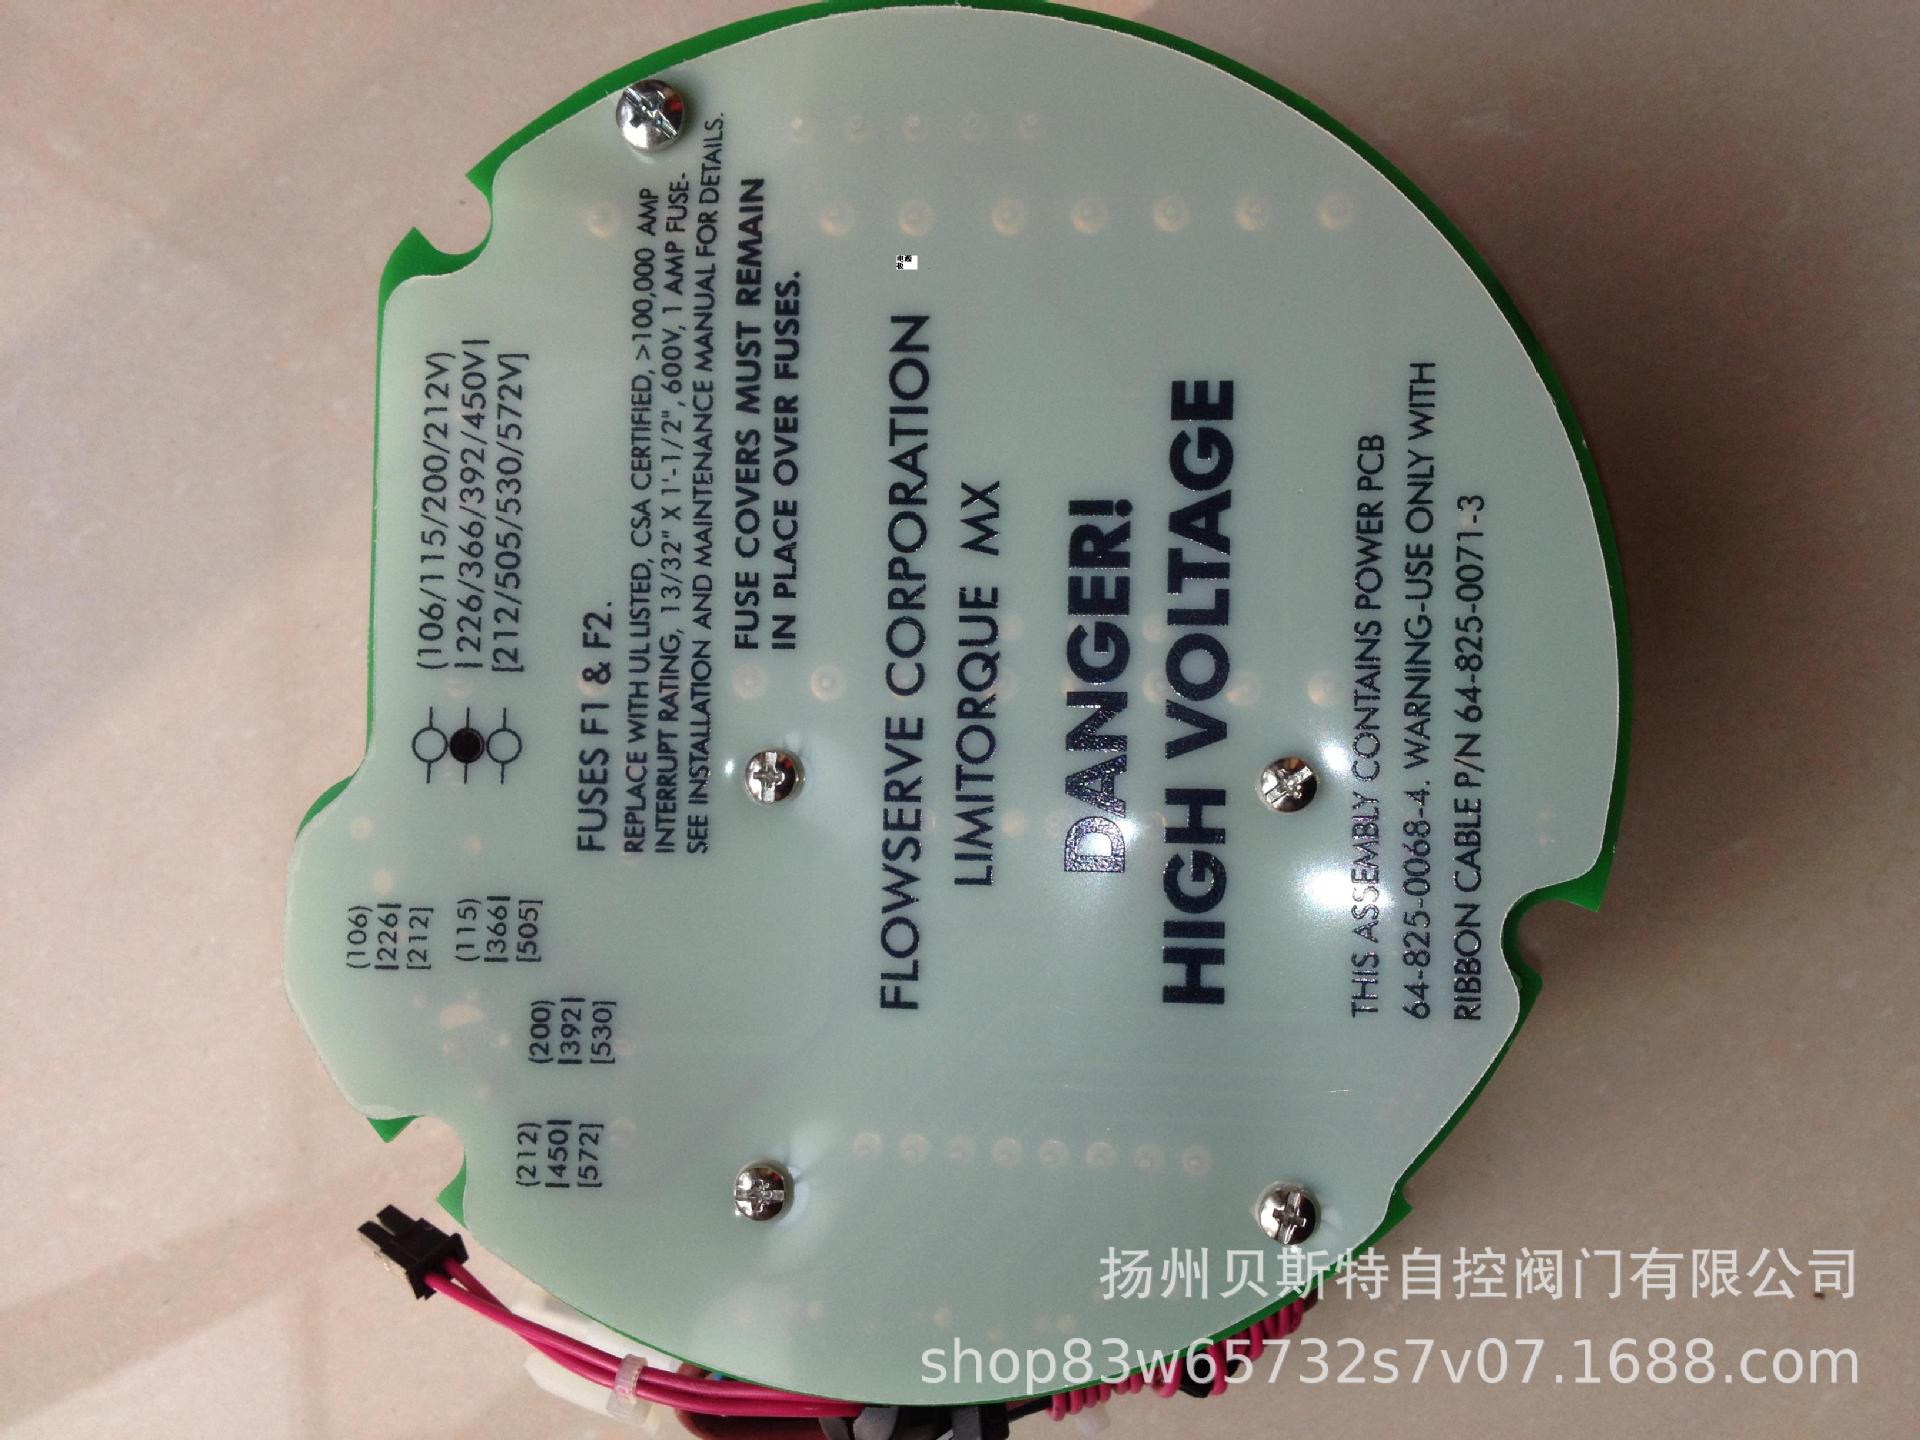 (106/115/200/212V)
|226/366/392/450V|
[212/505/530/572V]
(106)
|226|
[212]
(115)
|366|
[505]
(200)
|392|
[530]
(212)
|450|
[572]
FUSES F1 & F2.
REPLACE WITH UL LISTED, CSA CERTIFIED, >100,000 AMP
INTERRUPT RATING, 13/32" X 1'-1/2", 600V, 1 AMP FUSE-
SEE INSTALLATION AND MAINTENANCE MANUAL FOR DETAILS.
FUSE COVERS MUST REMAIN
IN PLACE OVER FUSES.
FLOWSERVE CORPORATION
LIMITORQUE MX
DANGER!
HIGH VOLTAGE
THIS ASSEMBLY CONTAINS POWER PCB
64-825-0068-4. WARNING-USE ONLY WITH
RIBBON CABLE P/N 64-825-0071-3
扬州贝斯特自控阀门有限公司
shop83w65732s7v07.1688.com